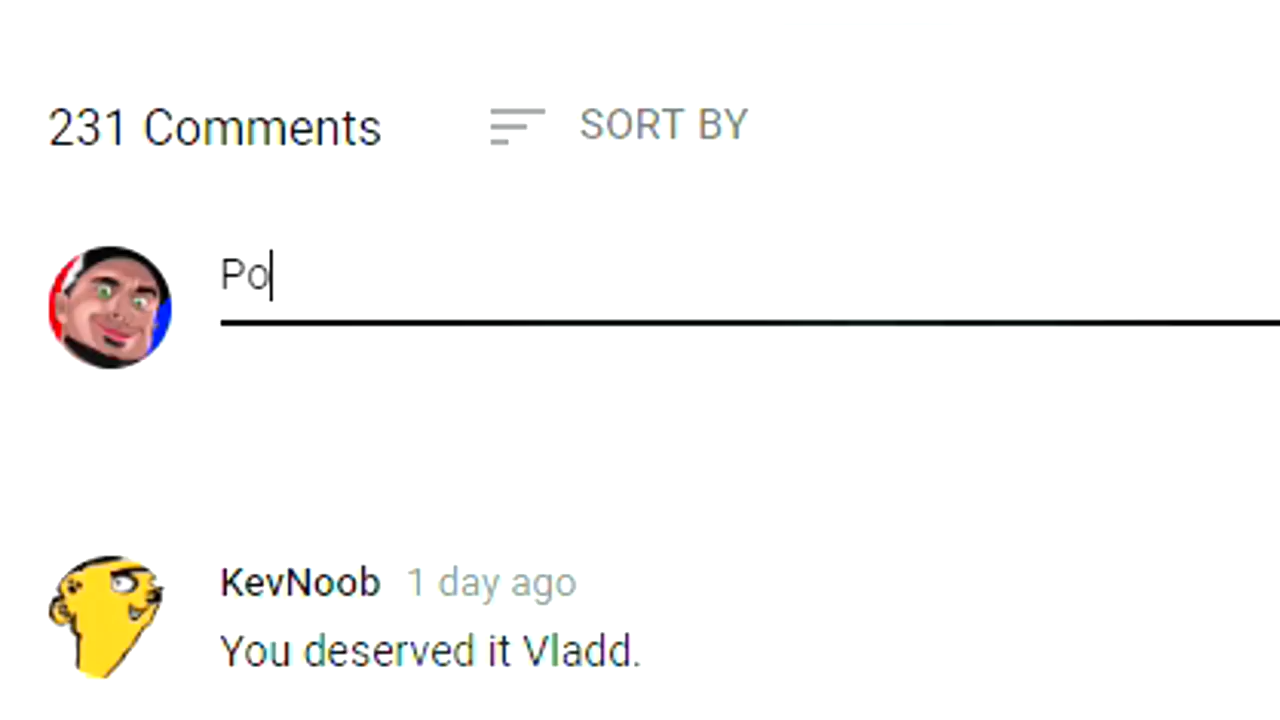 231 Comments SORT BY
Po
KevNoob 1 day ago
You deserved it Vladd.